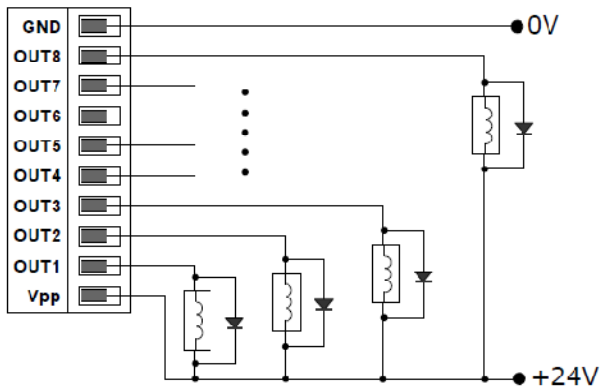 GND
0V
OUT8
OUT7
OUT6
OUT5
OUT4
OUT3
OUT2
OUT1
Vpp
+24V